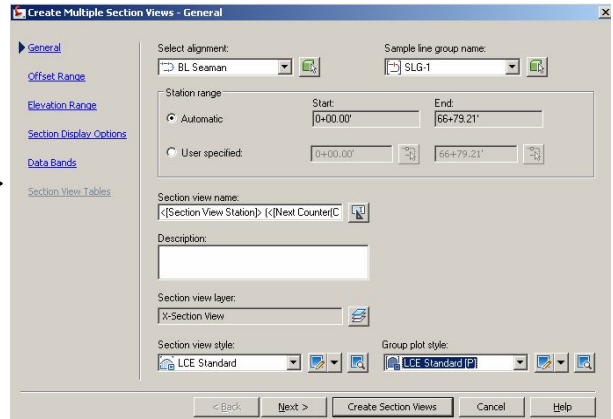 Create Multiple Section Views - General
General
Offset Range
Elevation Range
Section Display Options
Data Bands
Section View Tables
Select alignment:
Sample line group name:
BL Seaman
SLG-1
Station range
Start:
End:
Automatic
0+00.00'
66+79.21'
User specified:
0+00.00'
66+79.21'
Section view name:
<[Section View Station]> (<[Next Counter(C
Description:
Section view layer:
X-Section View
Section view style:
Group plot style:
LCE Standard
LCE Standard [P]
< Back
Next >
Create Section Views
Cancel
Help